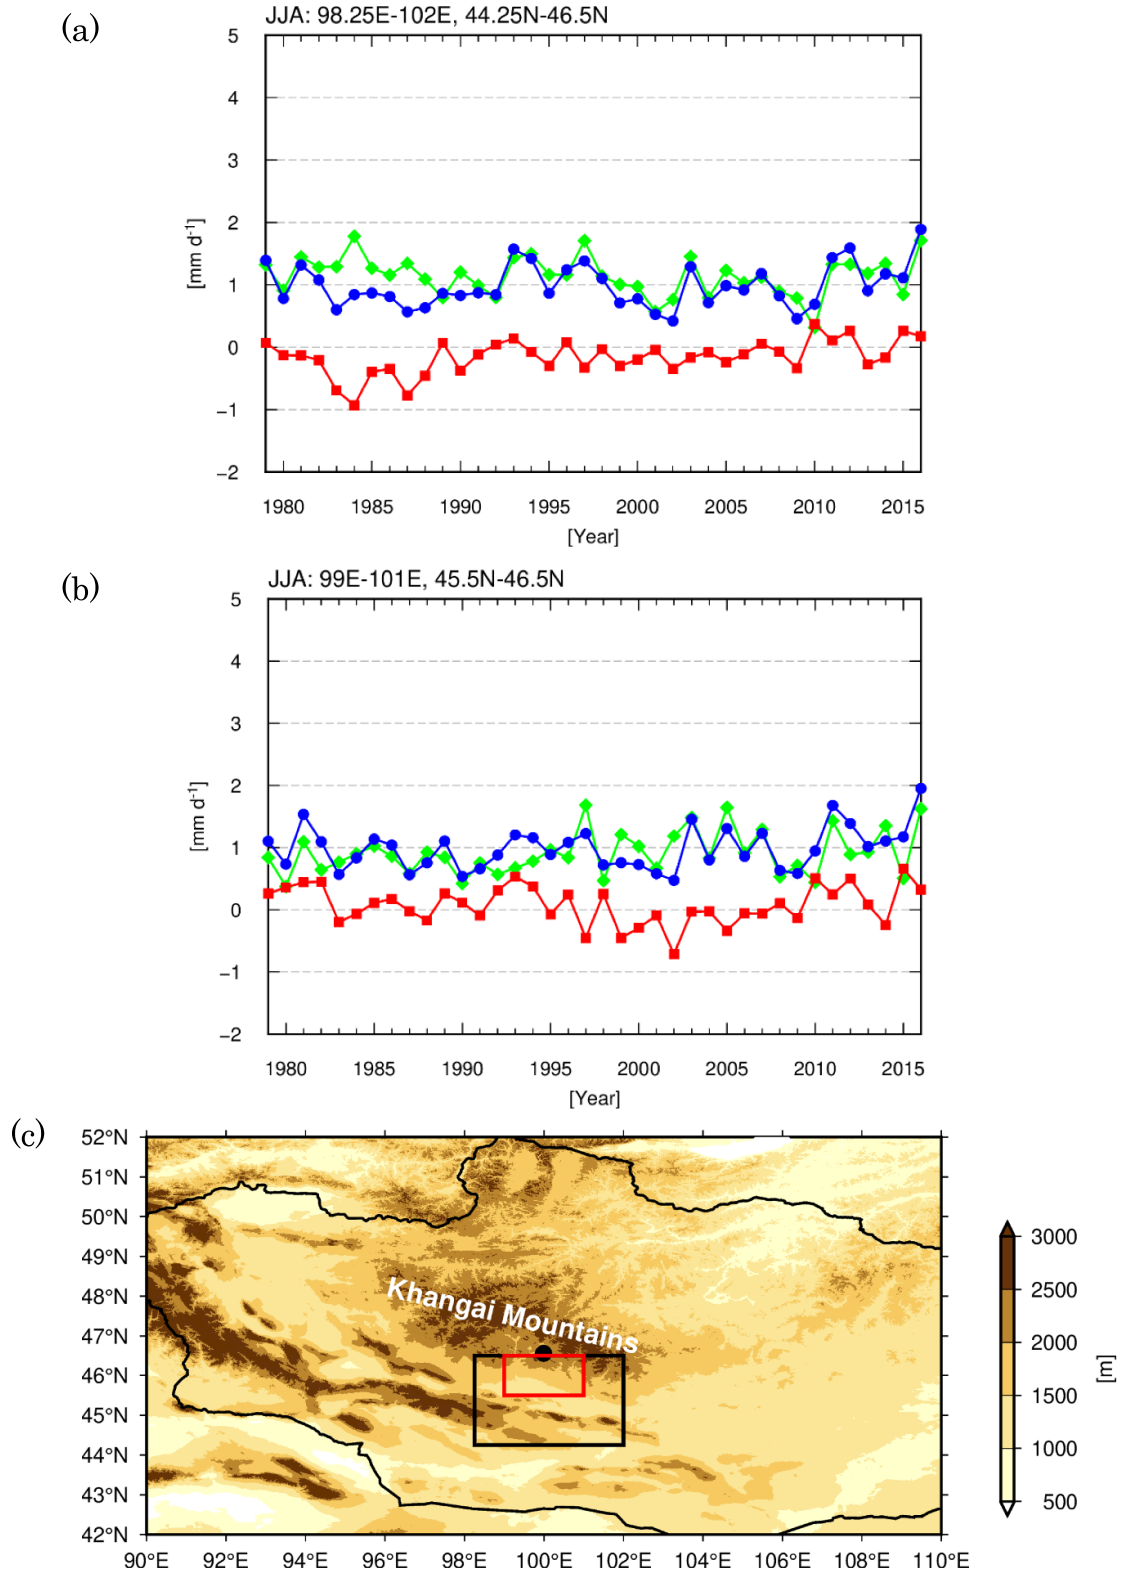 (a)
JJA: 98.25E-102E, 44.25N-46.5N
5
4
3
2
1
0
−1
−2
[mm d-1]
1980 1985 1990 1995 2000 2005 2010 2015
[Year]
(b)
JJA: 99E-101E, 45.5N-46.5N
5
4
3
2
1
0
−1
−2
[mm d-1]
1980 1985 1990 1995 2000 2005 2010 2015
[Year]
(c)
52°N
51°N
50°N
49°N
48°N
47°N
46°N
45°N
44°N
43°N
42°N
Khangai Mountains
90°E 92°E 94°E 96°E 98°E 100°E 102°E 104°E 106°E 108°E 110°E
3000
2500
2000
1500
1000
500
[m]